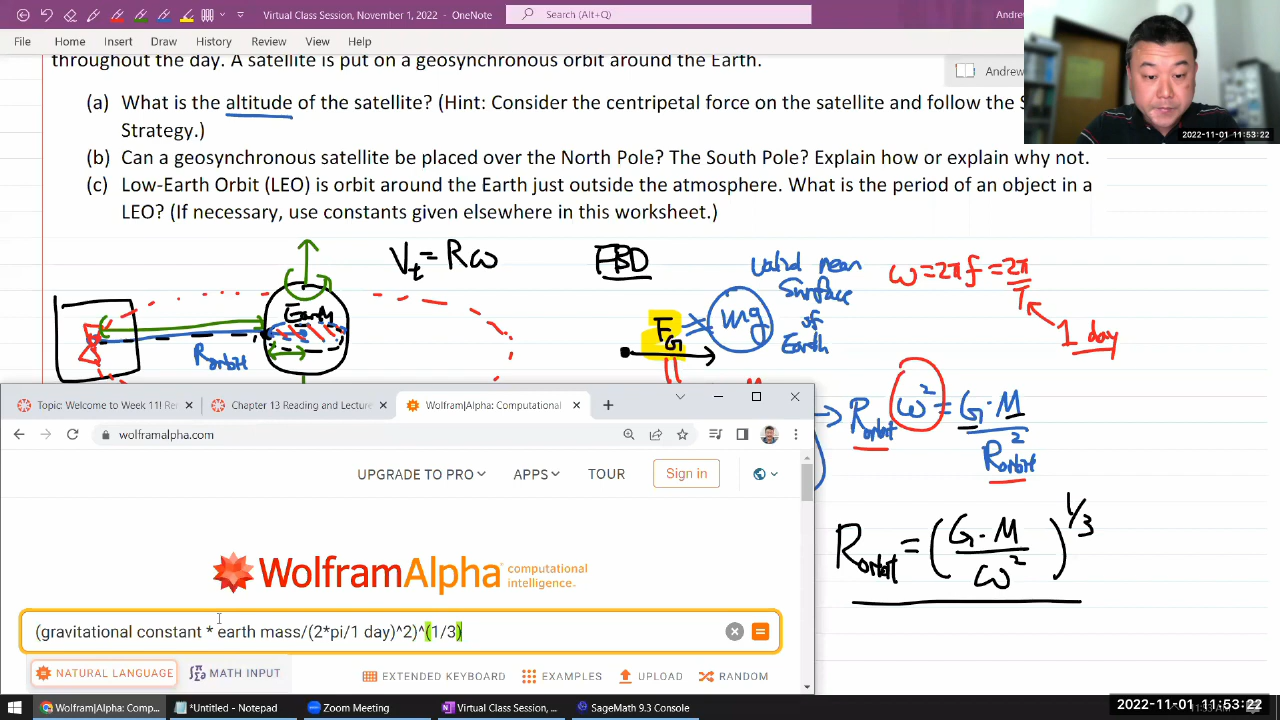 Virtual Class Session, November 1, 2022 - OneNote
Search (Alt+Q)
Andre
File Home Insert Draw History Review View Help
throughout the day. A satellite is put on a geosynchronous orbit around the Earth.
Andrew
(a) What is the altitude of the satellite? (Hint: Consider the centripetal force on the satellite and follow the S
Strategy.)
2022-11-01 11:53:22
(b) Can a geosynchronous satellite be placed over the North Pole? The South Pole? Explain how or explain why not.
(c) Low-Earth Orbit (LEO) is orbit around the Earth just outside the atmosphere. What is the period of an object in a
LEO? (If necessary, use constants given elsewhere in this worksheet.)
Vt = Rω
FBD
valid near
Surface
of
Earth
ω = 2πf = 2π/T
1 day
Earth
Rorbit
FG
mg
Rorbit ω² = G·M/Rorbit²
Rorbit = (G·M/ω²)^1/3
Topic: Welcome to Week 11! Re
Chapter 13 Reading and Lecture
Wolfram|Alpha: Computational
wolframalpha.com
UPGRADE TO PRO APPS TOUR Sign in
WolframAlpha computational intelligence.
(gravitational constant * earth mass/(2*pi/1 day)^2)^(1/3)
NATURAL LANGUAGE MATH INPUT EXTENDED KEYBOARD EXAMPLES UPLOAD RANDOM
Wolfram|Alpha: Comp... *Untitled - Notepad Zoom Meeting Virtual Class Session, ... SageMath 9.3 Console
2022-11-01 11:53:22